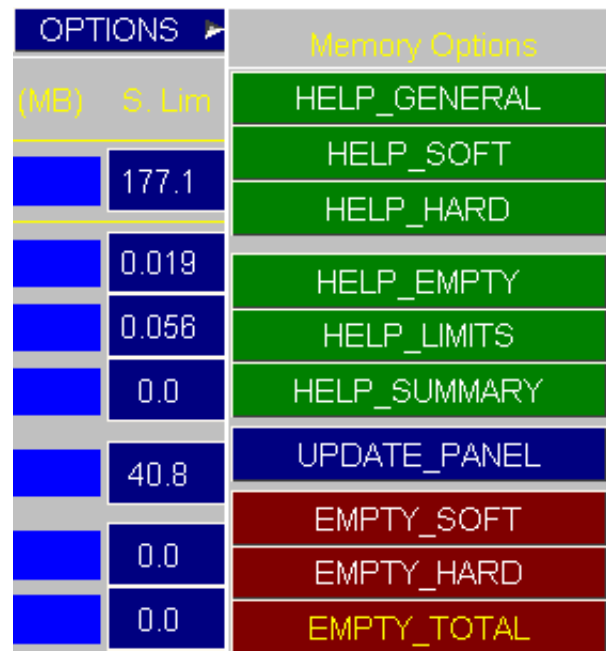 OPTIONS
Memory Options
(MB) S. Lim
HELP_GENERAL
HELP_SOFT
177.1
HELP_HARD
0.019
HELP_EMPTY
0.056
HELP_LIMITS
0.0
HELP_SUMMARY
UPDATE_PANEL
40.8
EMPTY_SOFT
0.0
EMPTY_HARD
0.0
EMPTY_TOTAL